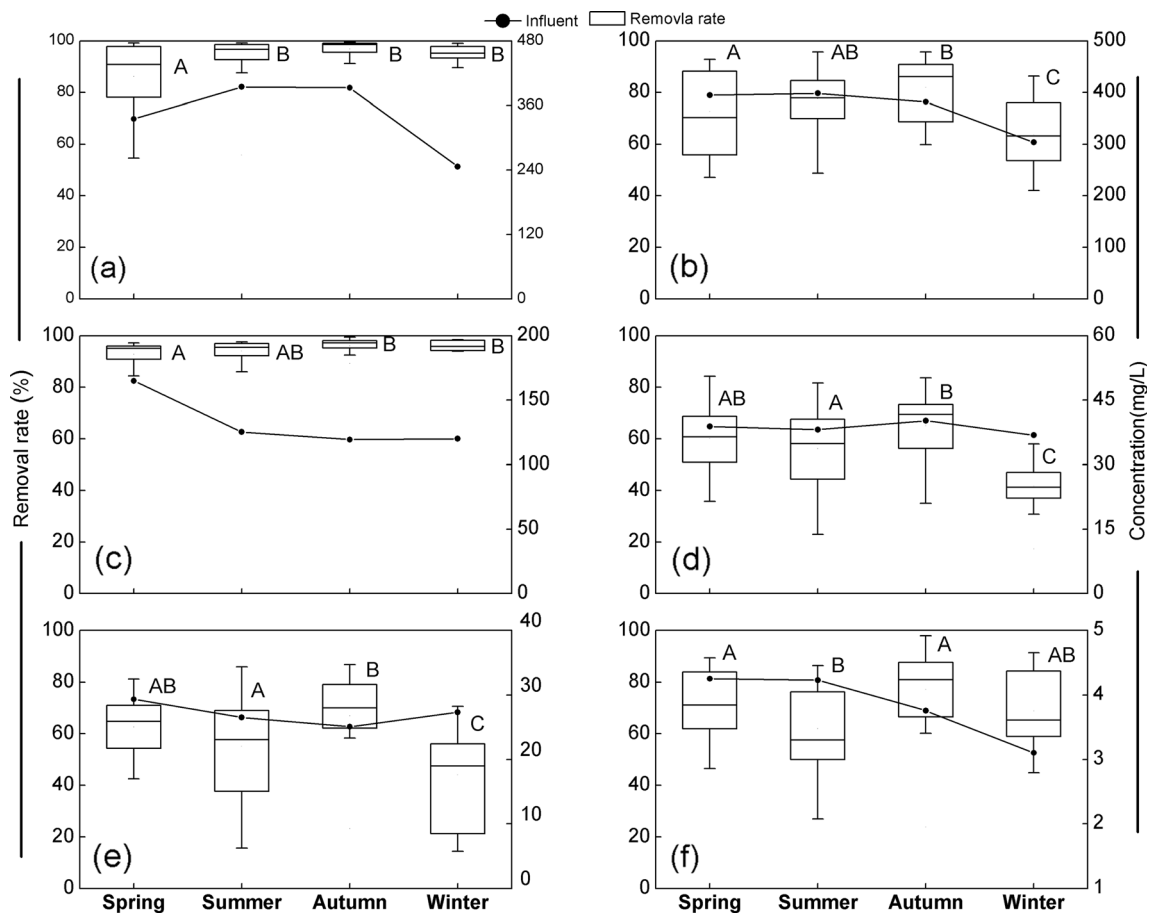 Influent Removla rate
100 480 100 500
A B B B A AB B C
80 360 80 400
60 60 300
240
40 40 200
120
20 20 100
(a) (b)
0 0 0 0
100 200 100 60
A AB B B
80 150 80 AB A B 45
60 100 60 C 30
40 40
50 15
20 20
(c) (d)
0 0 0 0
100 40 100 5
AB A B C A B A AB
80 30 80 4
60 20 60 3
40 40
10 2
20 20
(e) (f)
0 0 0 1
Spring Summer Autumn Winter Spring Summer Autumn Winter
Removal rate (%)
Concentration(mg/L)